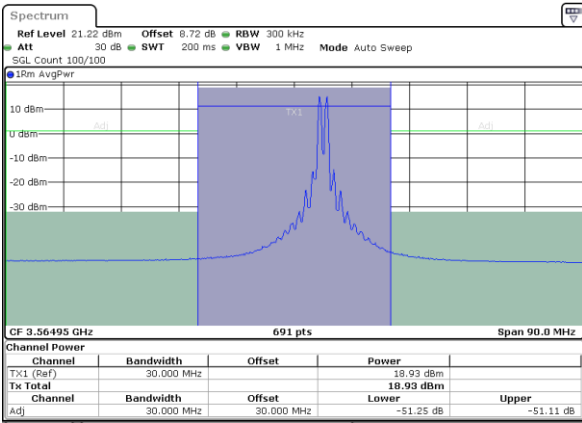 Spectrum
Ref Level 21.22 dBm Offset 8.72 dB RBW 300 kHz
Att 30 dB SWT 200 ms VBW 1 MHz Mode Auto Sweep
SGL Count 100/100
1Rm AvgPwr
10 dBm
TX1
Adj Adj
0 dBm
-10 dBm
-20 dBm
-30 dBm
CF 3.56495 GHz 691 pts Span 90.0 MHz
Channel Power
Channel Bandwidth Offset Power
TX1 (Ref) 30.000 MHz 18.93 dBm
Tx Total 18.93 dBm
Channel Bandwidth Offset Lower Upper
Adj 30.000 MHz 30.000 MHz -51.25 dB -51.11 dB